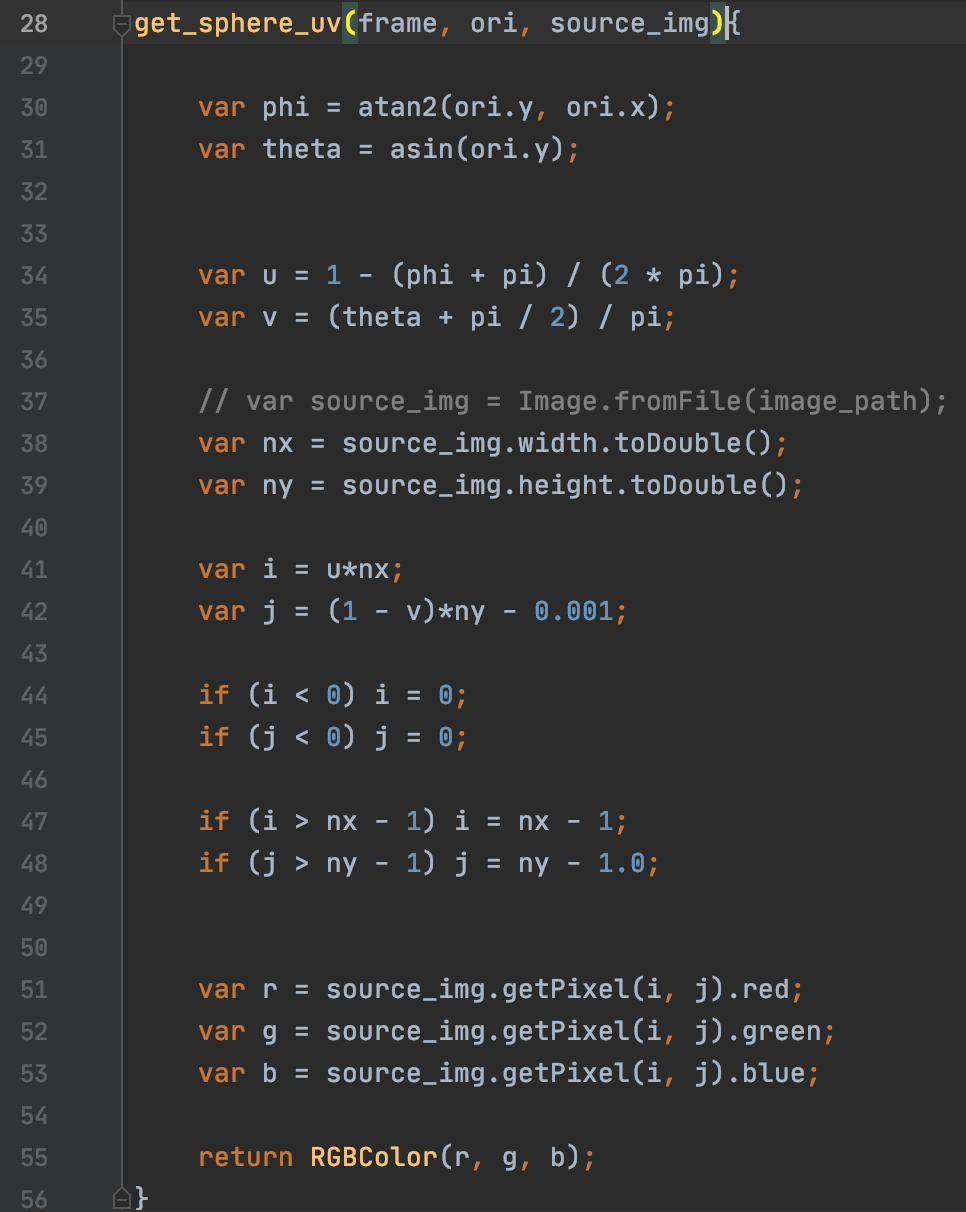 28 get_sphere_uv(frame, ori, source_img){
29
30 var phi = atan2(ori.y, ori.x);
31 var theta = asin(ori.y);
32
33
34 var u = 1 - (phi + pi) / (2 * pi);
35 var v = (theta + pi / 2) / pi;
36
37 // var source_img = Image.fromFile(image_path);
38 var nx = source_img.width.toDouble();
39 var ny = source_img.height.toDouble();
40
41 var i = u*nx;
42 var j = (1 - v)*ny - 0.001;
43
44 if (i < 0) i = 0;
45 if (j < 0) j = 0;
46
47 if (i > nx - 1) i = nx - 1;
48 if (j > ny - 1) j = ny - 1.0;
49
50
51 var r = source_img.getPixel(i, j).red;
52 var g = source_img.getPixel(i, j).green;
53 var b = source_img.getPixel(i, j).blue;
54
55 return RGBColor(r, g, b);
56 }